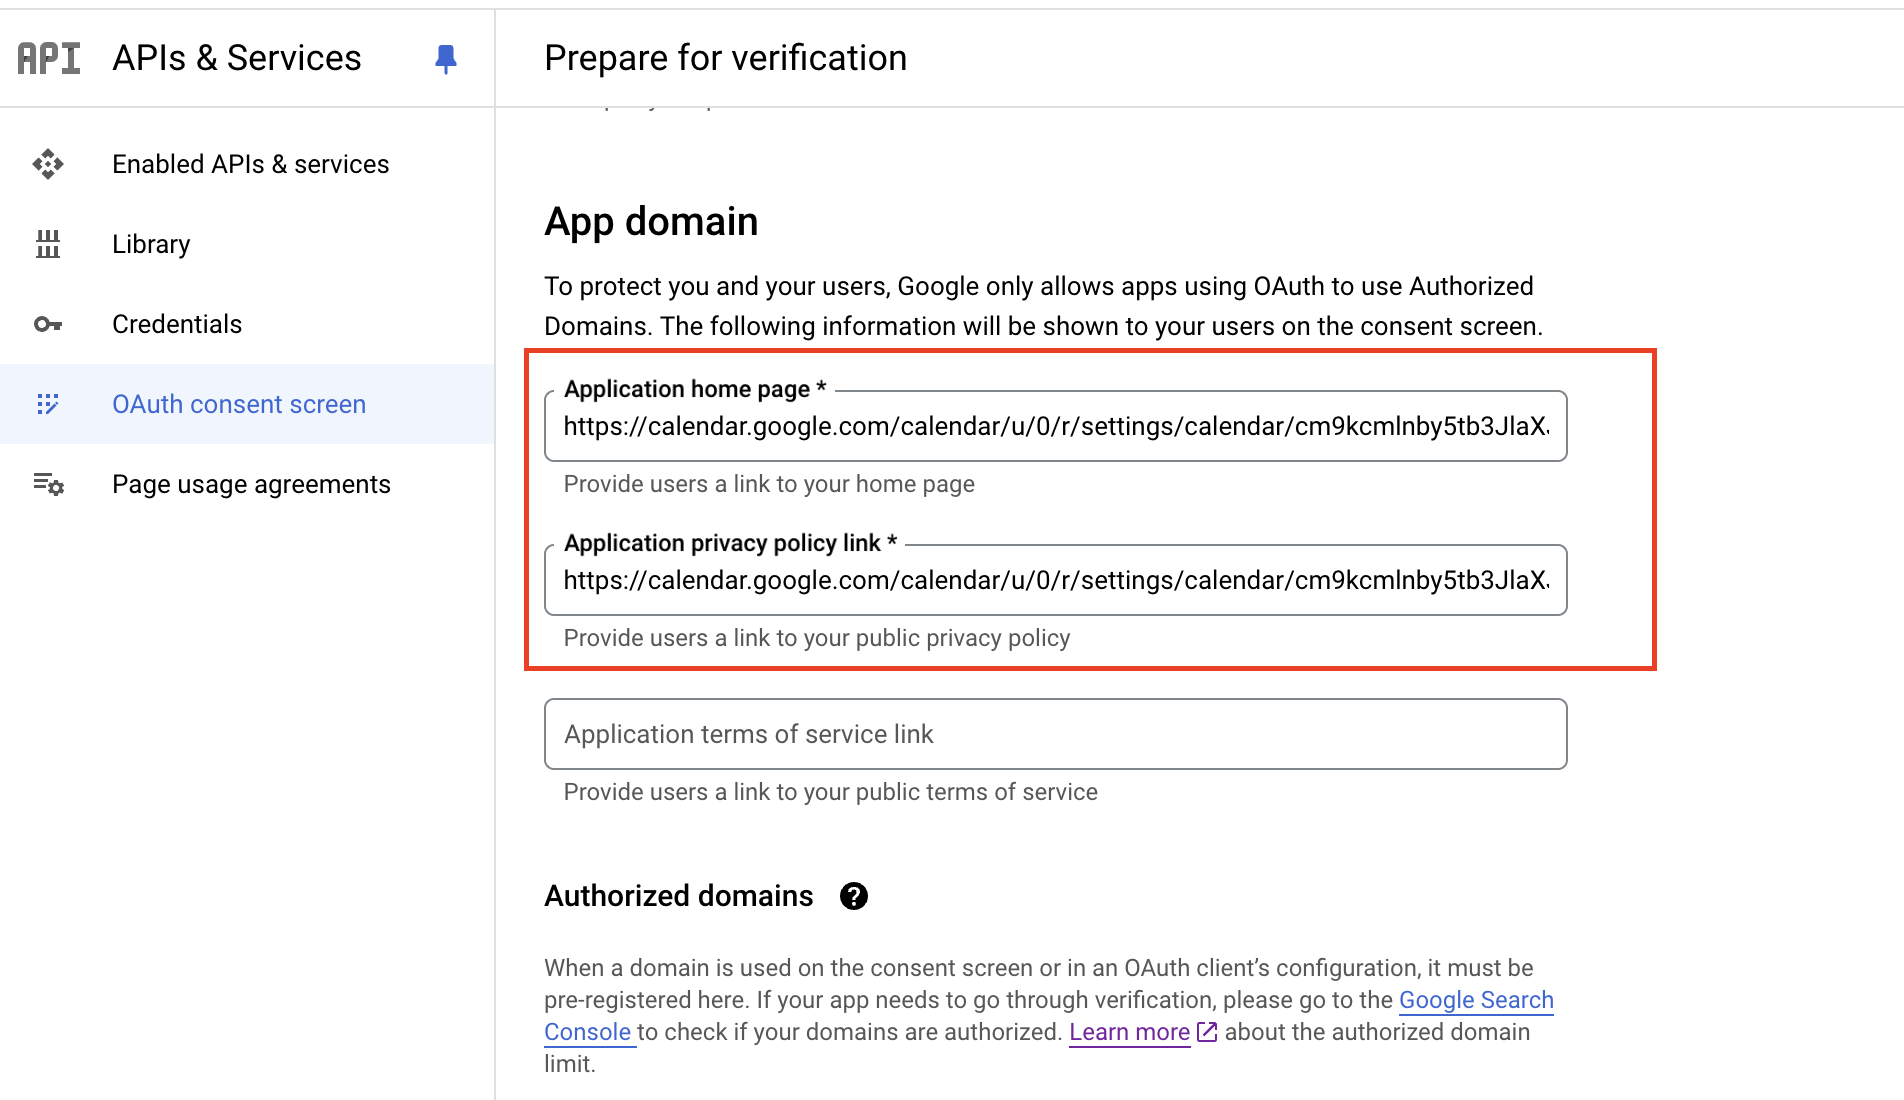 API APIs & Services
Prepare for verification
Enabled APIs & services
Library
Credentials
OAuth consent screen
Page usage agreements
App domain
To protect you and your users, Google only allows apps using OAuth to use Authorized
Domains. The following information will be shown to your users on the consent screen.
Application home page *
https://calendar.google.com/calendar/u/0/r/settings/calendar/cm9kcmlnby5tb3JlaX
Provide users a link to your home page
Application privacy policy link *
https://calendar.google.com/calendar/u/0/r/settings/calendar/cm9kcmlnby5tb3JlaX
Provide users a link to your public privacy policy
Application terms of service link
Provide users a link to your public terms of service
Authorized domains
When a domain is used on the consent screen or in an OAuth client’s configuration, it must be
pre-registered here. If your app needs to go through verification, please go to the Google Search
Console to check if your domains are authorized. Learn more about the authorized domain
limit.